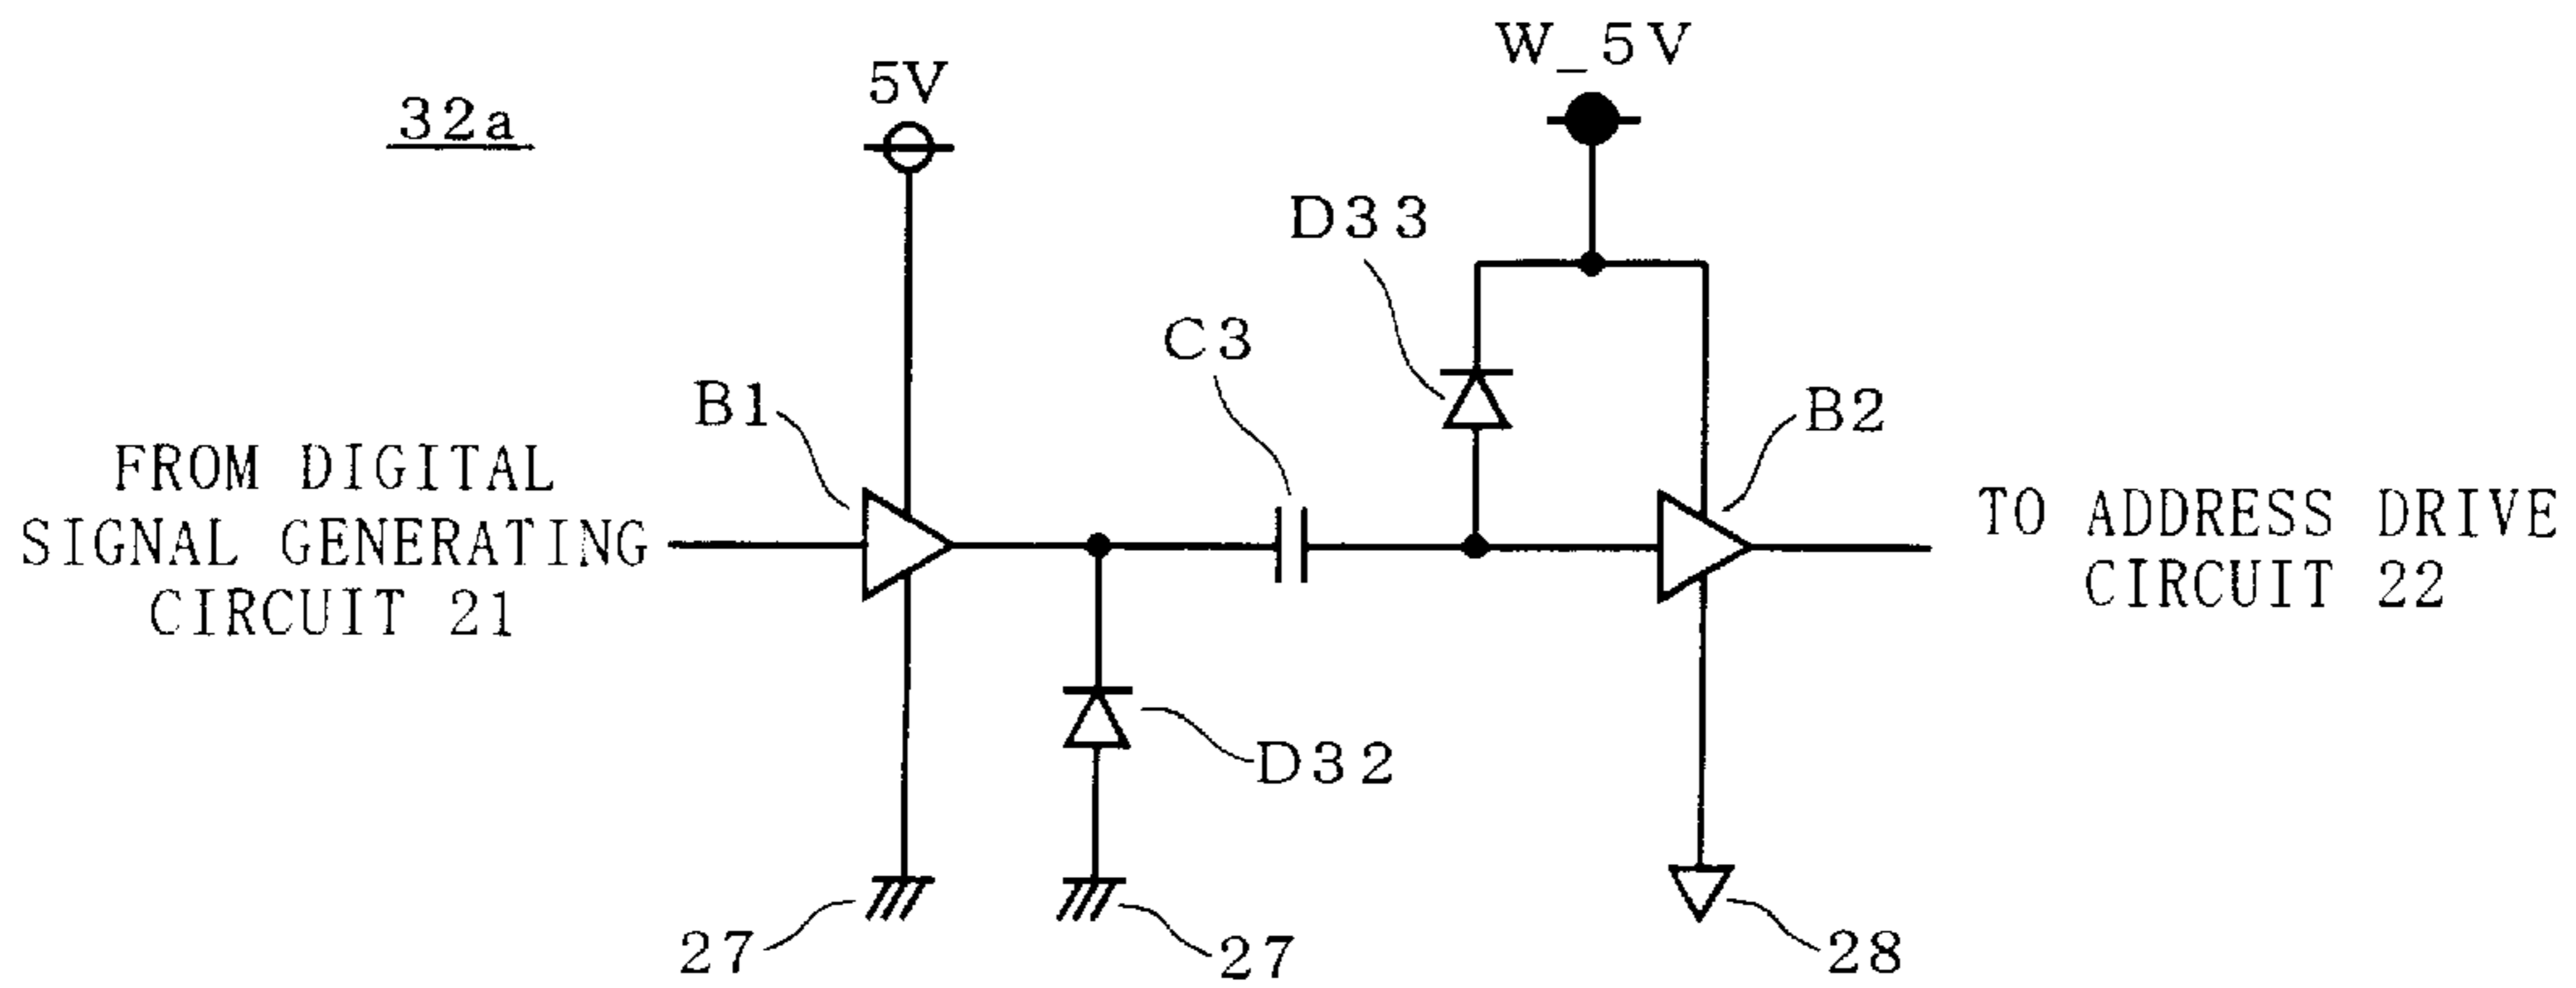 32a
5V
W_5V
D33
C3
B1
B2
FROM DIGITAL
SIGNAL GENERATING
CIRCUIT 21
TO ADDRESS DRIVE
CIRCUIT 22
D32
27
27
28